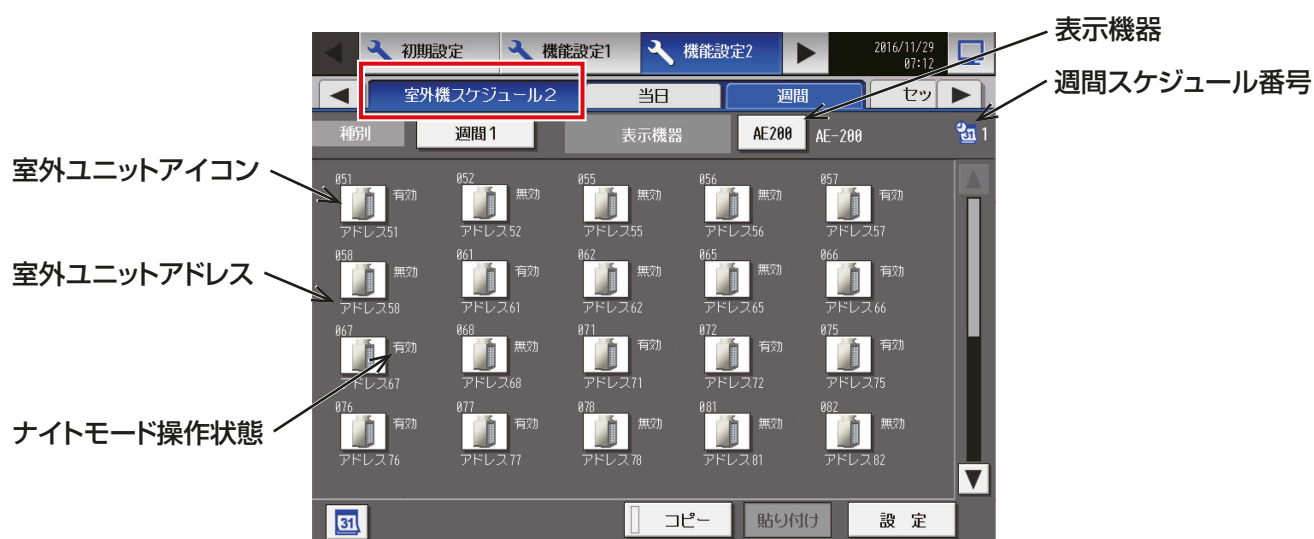 表示機器
初期設定 機能設定1 機能設定2 2016/11/29
07:12
週間スケジュール番号
室外機スケジュール2 当日 週間 セッ
種別 週間1 表示機器 AE200 AE-200 31 1
室外ユニットアイコン
051 052 055 056 057
有効 無効 無効 無効 有効
アドレス51 アドレス52 アドレス55 アドレス56 アドレス57
室外ユニットアドレス
058 061 062 065 066
無効 有効 無効 無効 有効
アドレス58 アドレス61 アドレス62 アドレス65 アドレス66
067 068 071 072 075
有効 無効 有効 有効 有効
アドレス67 アドレス68 アドレス71 アドレス72 アドレス75
ナイトモード操作状態
076 077 078 081 082
有効 有効 無効 無効 無効
アドレス76 アドレス77 アドレス78 アドレス81 アドレス82
31 コピー 貼り付け 設 定